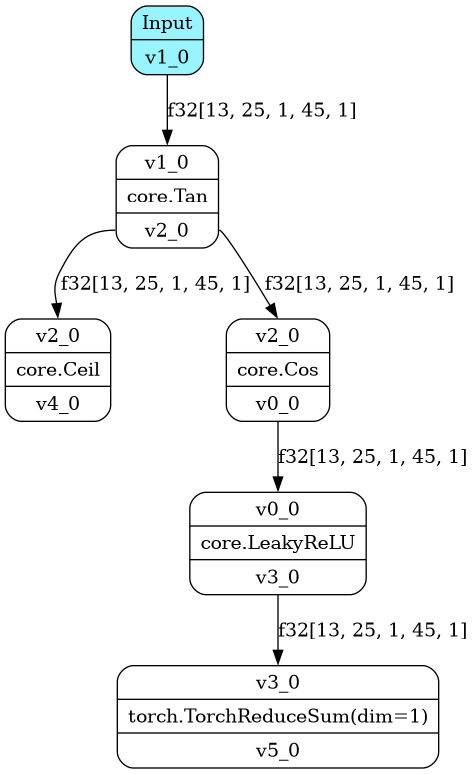 Input
v1_0
f32[13, 25, 1, 45, 1]
v1_0
core.Tan
v2_0
f32[13, 25, 1, 45, 1]
f32[13, 25, 1, 45, 1]
v2_0
core.Ceil
v4_0
v2_0
core.Cos
v0_0
f32[13, 25, 1, 45, 1]
v0_0
core.LeakyReLU
v3_0
f32[13, 25, 1, 45, 1]
v3_0
torch.TorchReduceSum(dim=1)
v5_0